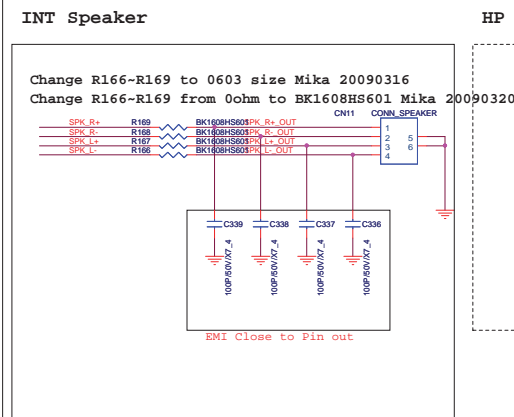 INT Speaker
HP
Change R166~R169 to 0603 size Mika 20090316
Change R166~R169 from 0ohm to BK1608HS601 Mika 20090320
CN11 CONN_SPEAKER
SPK_R+ R169 BK1608HS601 SPK_R+_OUT 1
SPK_R- R168 BK1608HS601 SPK_R-_OUT 2 5
SPK_L+ R167 BK1608HS601 SPK_L+_OUT 3 6
SPK_L- R166 BK1608HS601 SPK_L-_OUT 4
C339 C338 C337 C336
100P/50V/X7_4 100P/50V/X7_4 100P/50V/X7_4 100P/50V/X7_4
EMI Close to Pin out